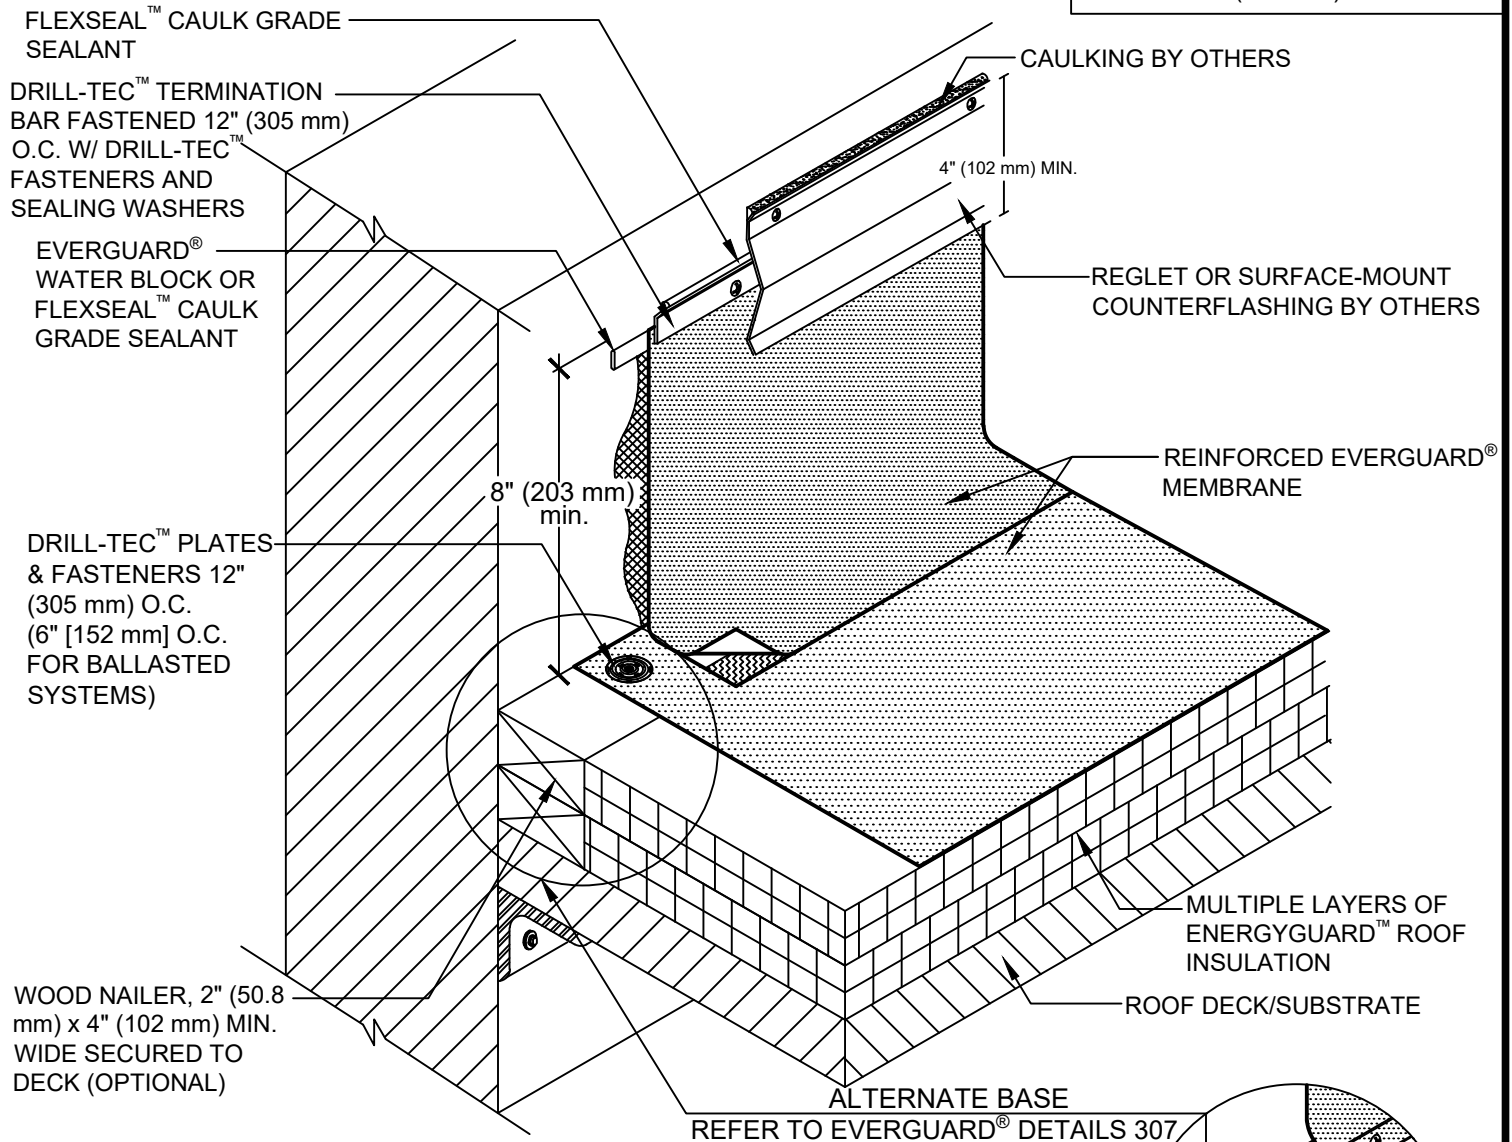 FLEXSEAL™ CAULK GRADE
SEALANT
DRILL-TEC™ TERMINATION
BAR FASTENED 12" (305 mm)
O.C. W/ DRILL-TEC™
FASTENERS AND
SEALING WASHERS
EVERGUARD®
WATER BLOCK OR
FLEXSEAL™ CAULK
GRADE SEALANT
DRILL-TEC™ PLATES
& FASTENERS 12"
(305 mm) O.C.
(6" [152 mm] O.C.
FOR BALLASTED
SYSTEMS)
WOOD NAILER, 2" (50.8
mm) x 4" (102 mm) MIN.
WIDE SECURED TO
DECK (OPTIONAL)
8" (203 mm)
min.
CAULKING BY OTHERS
4" (102 mm) MIN.
REGLET OR SURFACE-MOUNT
COUNTERFLASHING BY OTHERS
REINFORCED EVERGUARD®
MEMBRANE
MULTIPLE LAYERS OF
ENERGYGUARD™ ROOF
INSULATION
ROOF DECK/SUBSTRATE
ALTERNATE BASE
REFER TO EVERGUARD® DETAILS 307